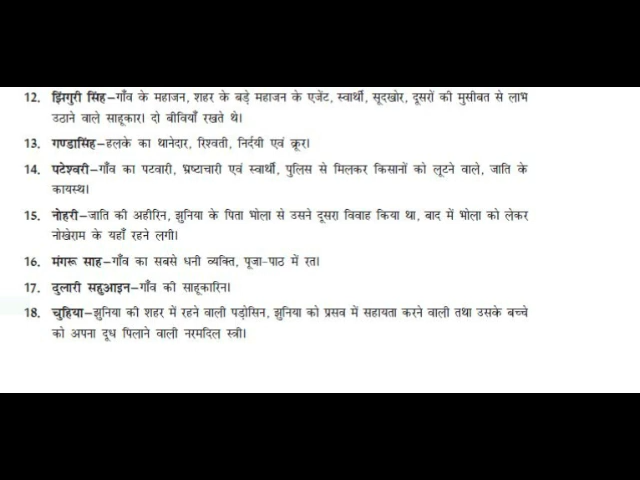 12. झिंगुरी सिंह–गाँव के महाजन, शहर के बड़े महाजन के एजेंट, स्वार्थी, सूदखोर, दूसरों की मुसीबत से लाभ
उठाने वाले साहूकार। दो बीवियाँ रखते थे।
13. गण्डासिंह–हलके का थानेदार, रिश्वती, निर्दयी एवं क्रूर।
14. पटेश्वरी–गाँव का पटवारी, भ्रष्टाचारी एवं स्वार्थी, पुलिस से मिलकर किसानों को लूटने वाले, जाति के
कायस्थ।
15. नोहरी–जाति की अहीरिन, झुनिया के पिता भोला से उसने दूसरा विवाह किया था, बाद में भोला को लेकर
नोखेराम के यहाँ रहने लगी।
16. मंगरू साह–गाँव का सबसे धनी व्यक्ति, पूजा-पाठ में रत।
17. दुलारी सहुआइन–गाँव की साहूकारिन।
18. चुहिया–झुनिया की शहर में रहने वाली पड़ोसिन, झुनिया को प्रसव में सहायता करने वाली तथा उसके बच्चे
को अपना दूध पिलाने वाली नरमदिल स्त्री।